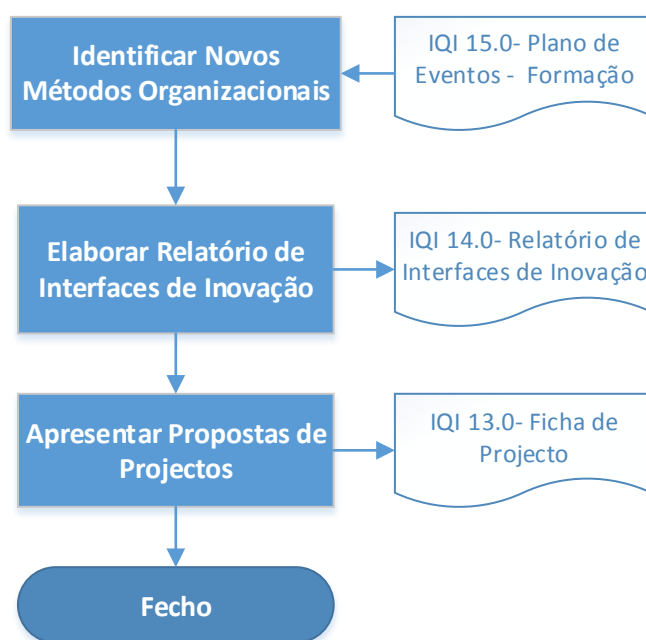 Identificar Novos
Métodos Organizacionais
IQI 15.0- Plano de
Eventos - Formação
Elaborar Relatório de
Interfaces de Inovação
IQI 14.0- Relatório de
Interfaces de Inovação
Apresentar Propostas de
Projectos
IQI 13.0- Ficha de
Projecto
Fecho